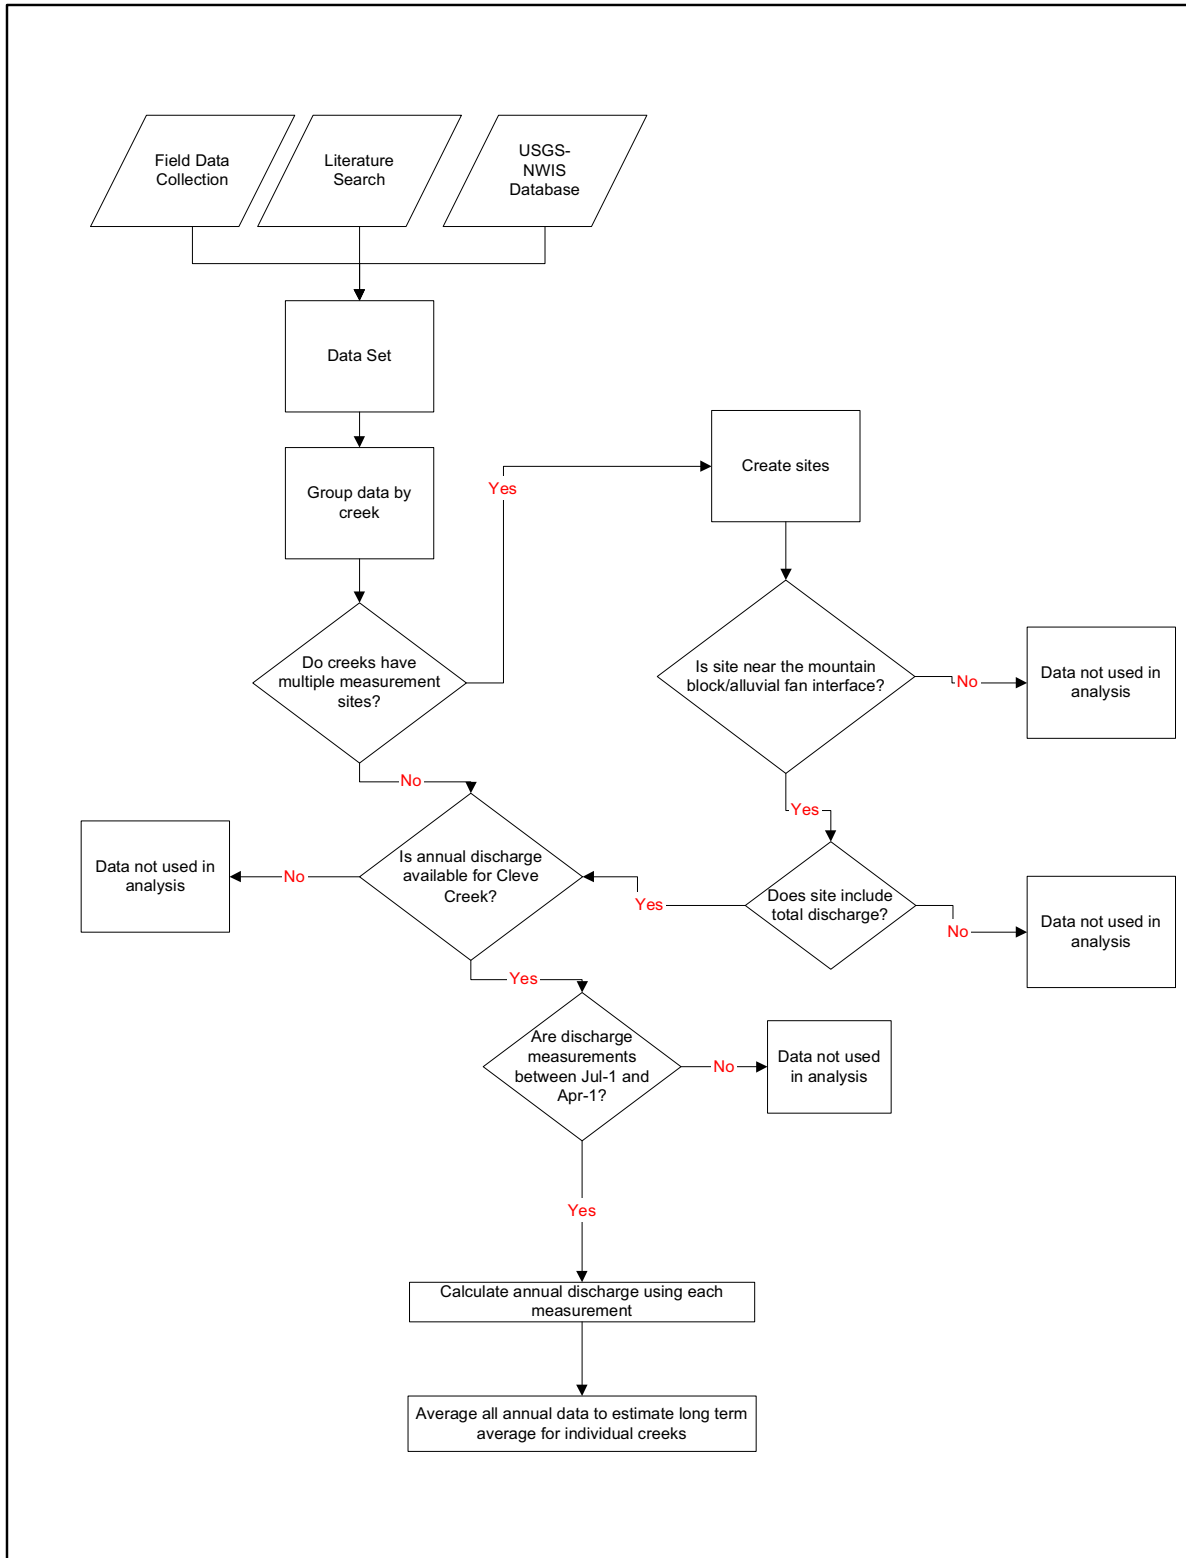 Field Data
Collection
Literature
Search
USGS-
NWIS
Database
Data Set
Group data by
creek
Yes
Create sites
Do creeks have
multiple measurement
sites?
Is site near the mountain
block/alluvial fan interface?
No
Data not used in
analysis
No
Yes
Data not used in
analysis
No
Is annual discharge
available for Cleve
Creek?
Yes
Does site include
total discharge?
No
Data not used in
analysis
Yes
Are discharge
measurements
between Jul-1 and
Apr-1?
No
Data not used
in analysis
Yes
Calculate annual discharge using each
measurement
Average all annual data to estimate long term
average for individual creeks